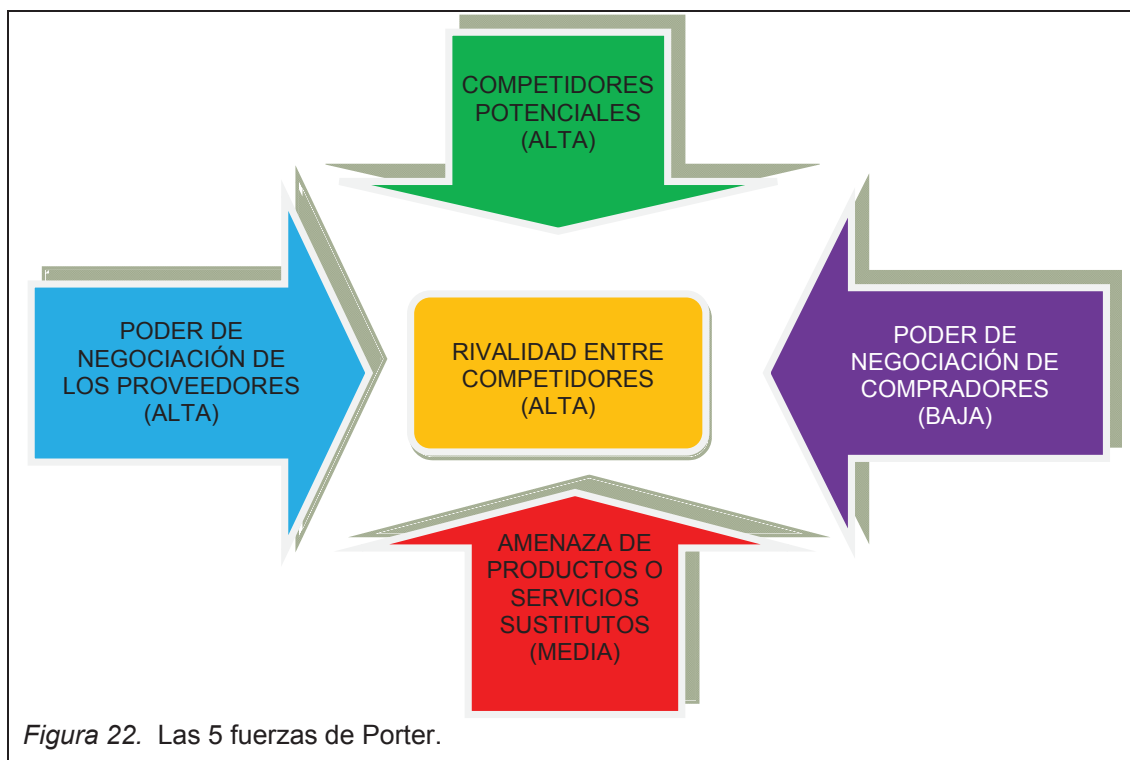 COMPETIDORES
POTENCIALES
(ALTA)
PODER DE
NEGOCIACIÓN DE
LOS PROVEEDORES
(ALTA)
RIVALIDAD ENTRE
COMPETIDORES
(ALTA)
PODER DE
NEGOCIACIÓN DE
COMPRADORES
(BAJA)
AMENAZA DE
PRODUCTOS O
SERVICIOS
SUSTITUTOS
(MEDIA)
Figura 22. Las 5 fuerzas de Porter.